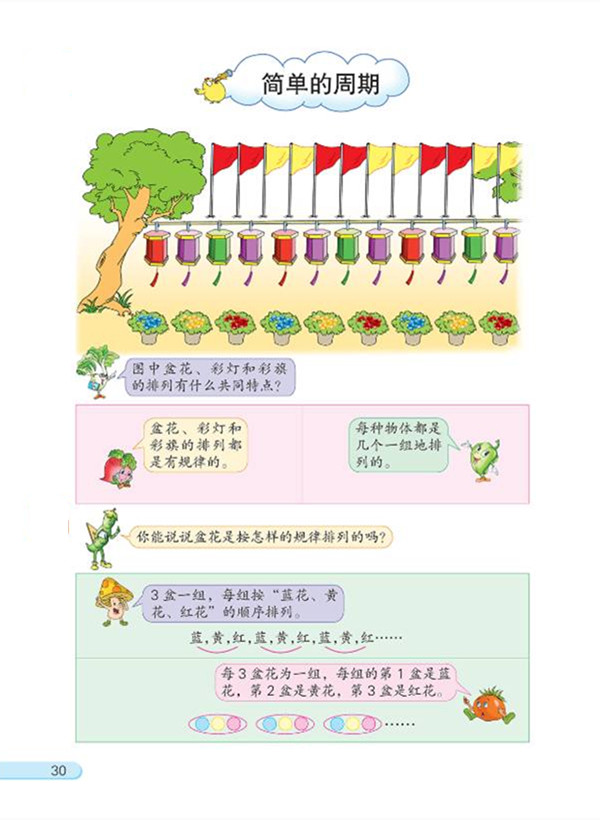 简单的周期
图中盆花、彩灯和彩旗
的排列有什么共同特点？
盆花、彩灯和
彩旗的排列都
是有规律的。
每种物体都是
几个一组地排
列的。
你能说说盆花是按怎样的规律排列的吗？
3盆一组，每组按“蓝花、黄
花、红花”的顺序排列。
蓝,黄,红,蓝,黄,红,蓝,黄,红……
每3盆花为一组，每组的第1盆是蓝
花，第2盆是黄花，第3盆是红花。
……
30